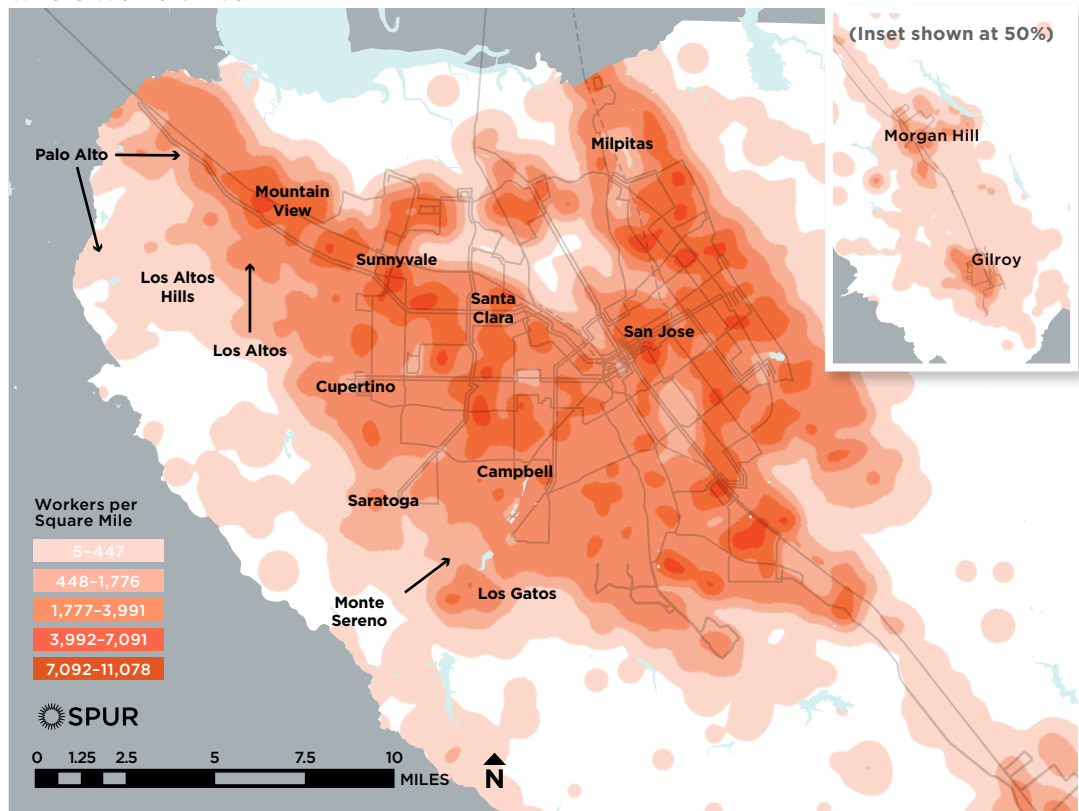 (Inset shown at 50%)
Morgan Hill
Gilroy
Milpitas
Palo Alto
Mountain
View
Sunnyvale
Los Altos
Hills
Santa
Clara
San Jose
Los Altos
Cupertino
Campbell
Saratoga
Los Gatos
Monte
Sereno
Workers per
Square Mile
5–447
448–1,776
1,777–3,991
3,992–7,091
7,092–11,078
SPUR
0 1.25 2.5 5 7.5 10
MILES
N